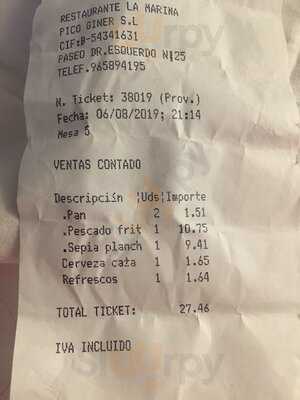 RESTAURANTE LA MARINA
PICO GINER S.L
CIF:B-54341631
PASEO DR.ESQUERDO N¦25
TELEF.965894195
N. Ticket: 38019 (Prov.)
Fecha: 06/08/2019; 21:14
Mesa 5
VENTAS CONTADO
Descripción ¦Uds¦Importe
.Pan 2 1.51
.Pescado frit 1 10.75
.Sepia planch 1 9.41
Cerveza caña 1 1.65
Refrescos 1 1.64
TOTAL TICKET: 27.46
IVA INCLUIDO